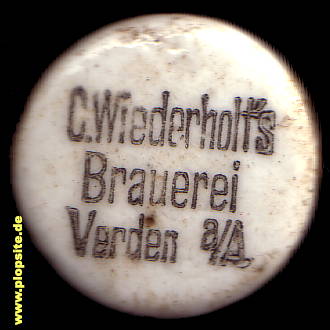 C.Wiederholt's
Brauerei
Verden a/A.
www.plopsite.de